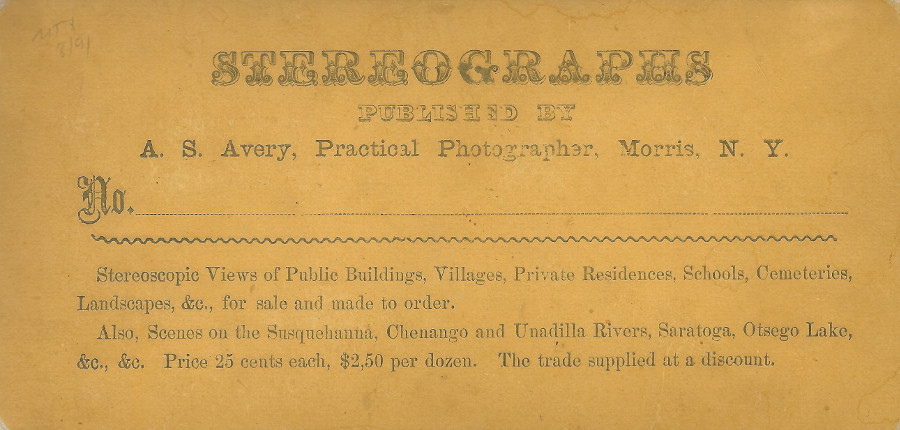 STEREOGRAPHS
PUBLISHED BY
A. S. Avery, Practical Photographer, Morris, N. Y.
No.
Stereoscopic Views of Public Buildings, Villages, Private Residences, Schools, Cemeteries,
Landscapes, &c., for sale and made to order.
Also, Scenes on the Susquehanna, Chenango and Unadilla Rivers, Saratoga, Otsego Lake,
&c., &c. Price 25 cents each, $2,50 per dozen. The trade supplied at a discount.